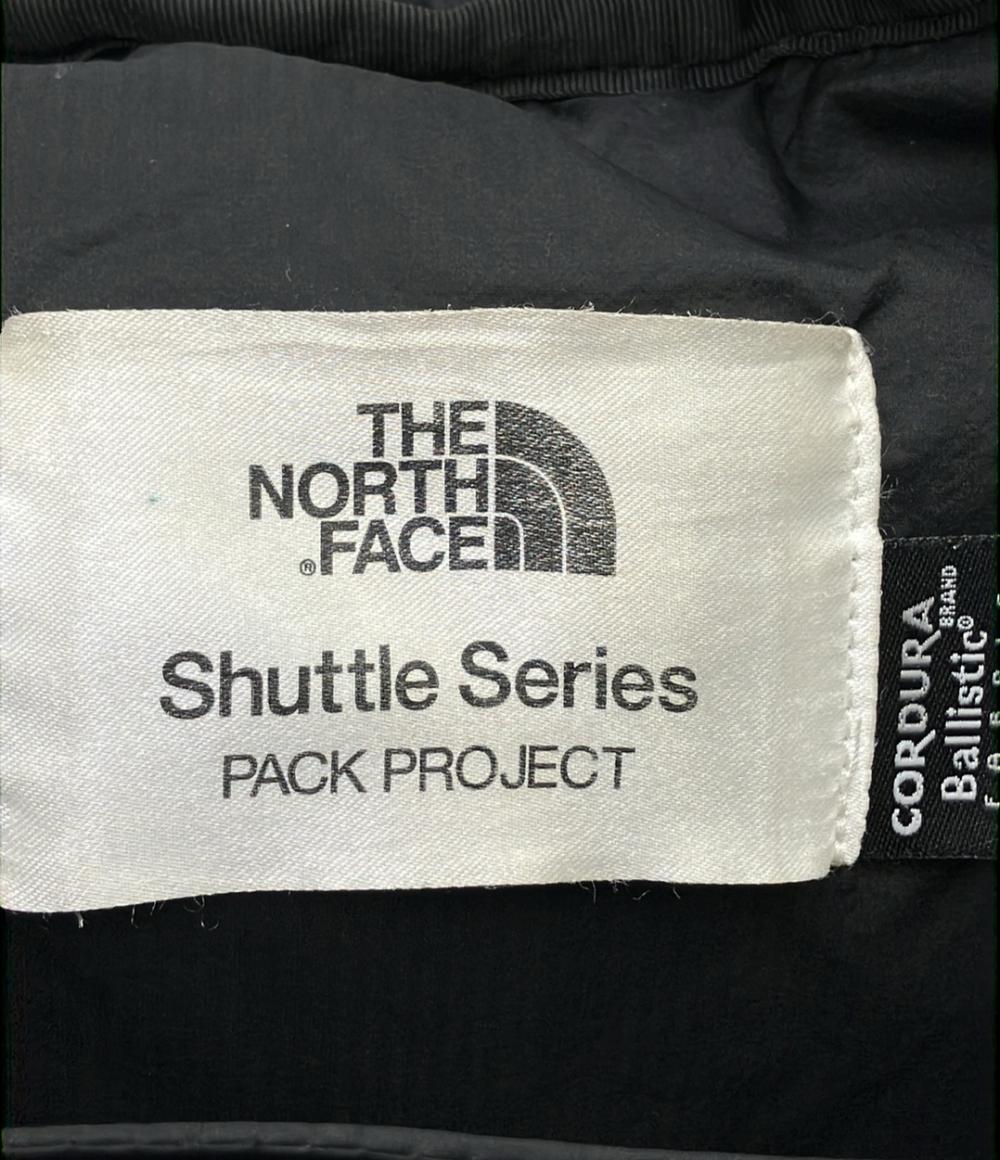 THE
NORTH
FACE
®
Shuttle Series
PACK PROJECT
CORDURA
BRAND
Ballistic®